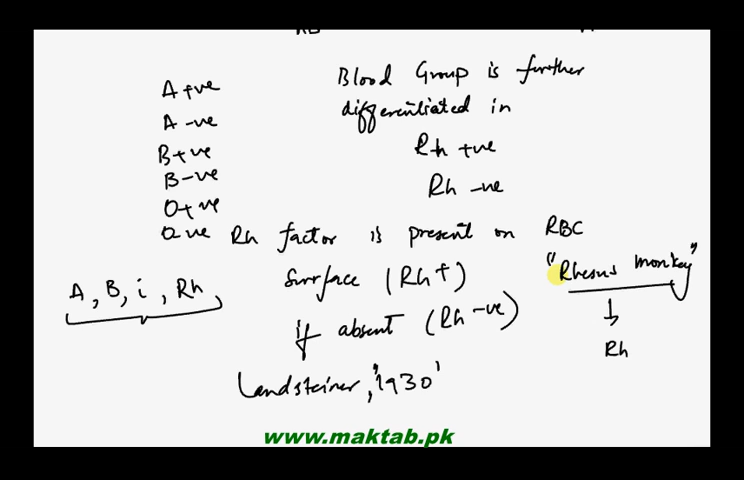 AB
A
A +ve
A -ve
B +ve
B -ve
O + ve
O -ve
Blood Group is further
differentiated in
Rh +ve
Rh -ve
Rh factor is present on RBC
Surface (Rh+)
if absent (Rh -ve)
Landsteiner, "1930'
A, B, i, Rh
"Rhesus monkey"
Rh
www.maktab.pk